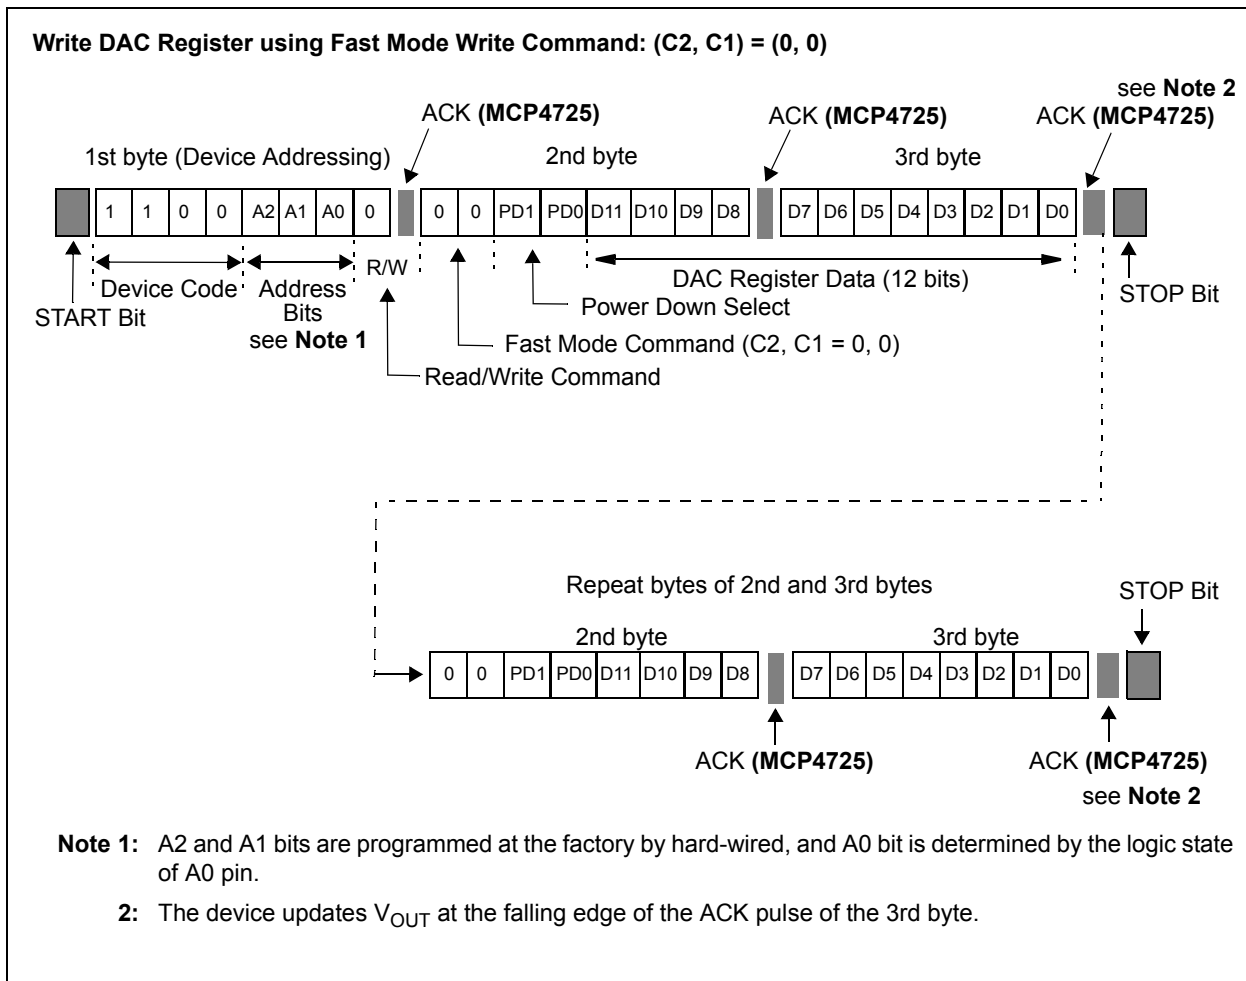 Write DAC Register using Fast Mode Write Command: (C2, C1) = (0, 0)
see Note 2
ACK (MCP4725) ACK (MCP4725) ACK (MCP4725)
1st byte (Device Addressing) 2nd byte 3rd byte
1 1 0 0 A2 A1 A0 0 0 0 PD1 PD0 D11 D10 D9 D8 D7 D6 D5 D4 D3 D2 D1 D0
R/W
DAC Register Data (12 bits)
Device Code Address
Bits
see Note 1
START Bit
Power Down Select
STOP Bit
Fast Mode Command (C2, C1 = 0, 0)
Read/Write Command
Repeat bytes of 2nd and 3rd bytes
STOP Bit
2nd byte 3rd byte
0 0 PD1 PD0 D11 D10 D9 D8 D7 D6 D5 D4 D3 D2 D1 D0
ACK (MCP4725) ACK (MCP4725)
see Note 2
Note 1: A2 and A1 bits are programmed at the factory by hard-wired, and A0 bit is determined by the logic state
of A0 pin.
2: The device updates VOUT at the falling edge of the ACK pulse of the 3rd byte.